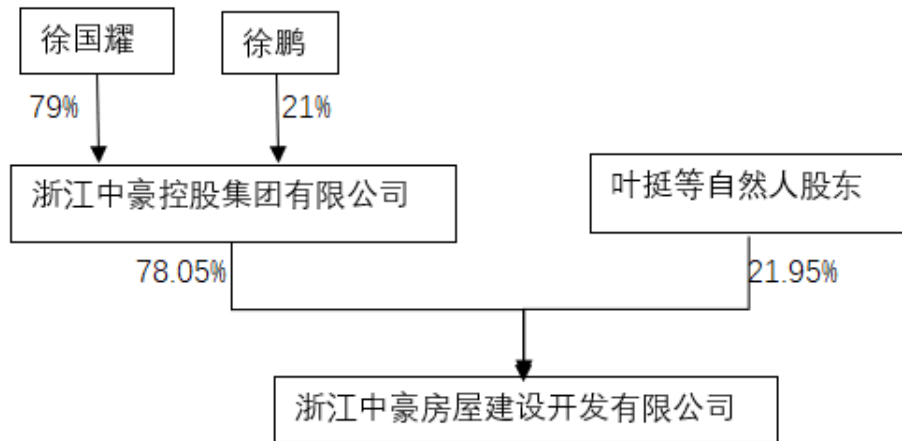 徐国耀
徐鹏
79%
21%
浙江中豪控股集团有限公司
叶挺等自然人股东
78.05%
21.95%
浙江中豪房屋建设开发有限公司